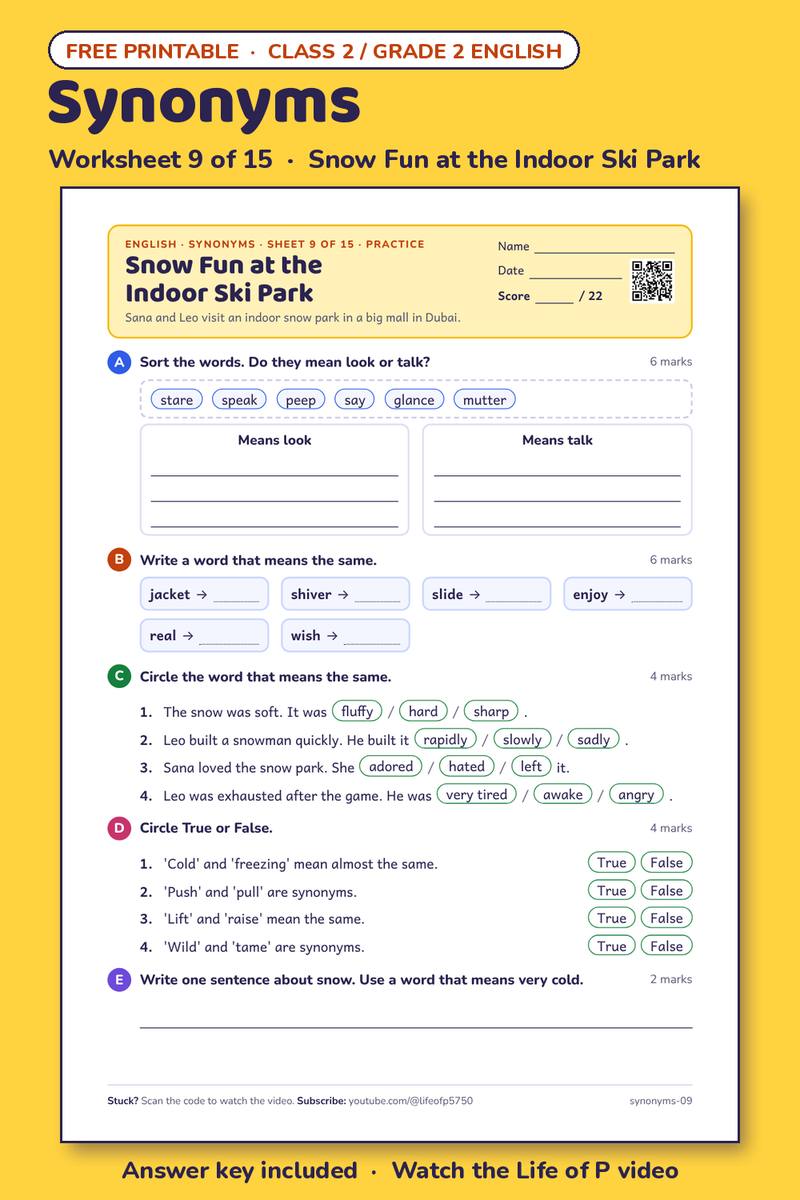 FREE PRINTABLE · CLASS 2 / GRADE 2 ENGLISH
Synonyms
Worksheet 9 of 15 · Snow Fun at the Indoor Ski Park
ENGLISH · SYNONYMS · SHEET 9 OF 15 · PRACTICE
Snow Fun at the
Indoor Ski Park
Sana and Leo visit an indoor snow park in a big mall in Dubai.
Name
Date
Score / 22
A Sort the words. Do they mean look or talk? 6 marks
stare speak peep say glance mutter
Means look Means talk
B Write a word that means the same. 6 marks
jacket → shiver → slide → enjoy →
real → wish →
C Circle the word that means the same. 4 marks
1. The snow was soft. It was fluffy / hard / sharp .
2. Leo built a snowman quickly. He built it rapidly / slowly / sadly .
3. Sana loved the snow park. She adored / hated / left it.
4. Leo was exhausted after the game. He was very tired / awake / angry .
D Circle True or False. 4 marks
1. 'Cold' and 'freezing' mean almost the same. True False
2. 'Push' and 'pull' are synonyms. True False
3. 'Lift' and 'raise' mean the same. True False
4. 'Wild' and 'tame' are synonyms. True False
E Write one sentence about snow. Use a word that means very cold. 2 marks
Stuck? Scan the code to watch the video. Subscribe: youtube.com/@lifeofp5750 synonyms-09
Answer key included · Watch the Life of P video